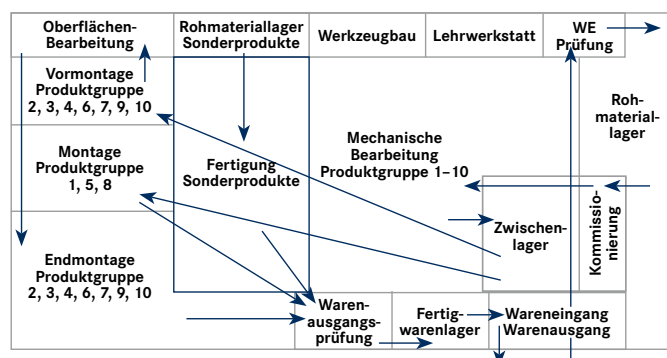 Oberflächen-
Bearbeitung
Rohmateriallager
Sonderprodukte
Werkzeugbau
Lehrwerkstatt
WE
Prüfung
Vormontage
Produktgruppe
2, 3, 4, 6, 7, 9, 10
Roh-
material-
lager
Montage
Produktgruppe
1, 5, 8
Fertigung
Sonderprodukte
Mechanische
Bearbeitung
Produktgruppe 1–10
Zwischen-
lager
Kommissio-
nierung
Endmontage
Produktgruppe
2, 3, 4, 6, 7, 9, 10
Waren-
ausgangs-
prüfung
Fertig-
warenlager
Wareneingang
Warenausgang